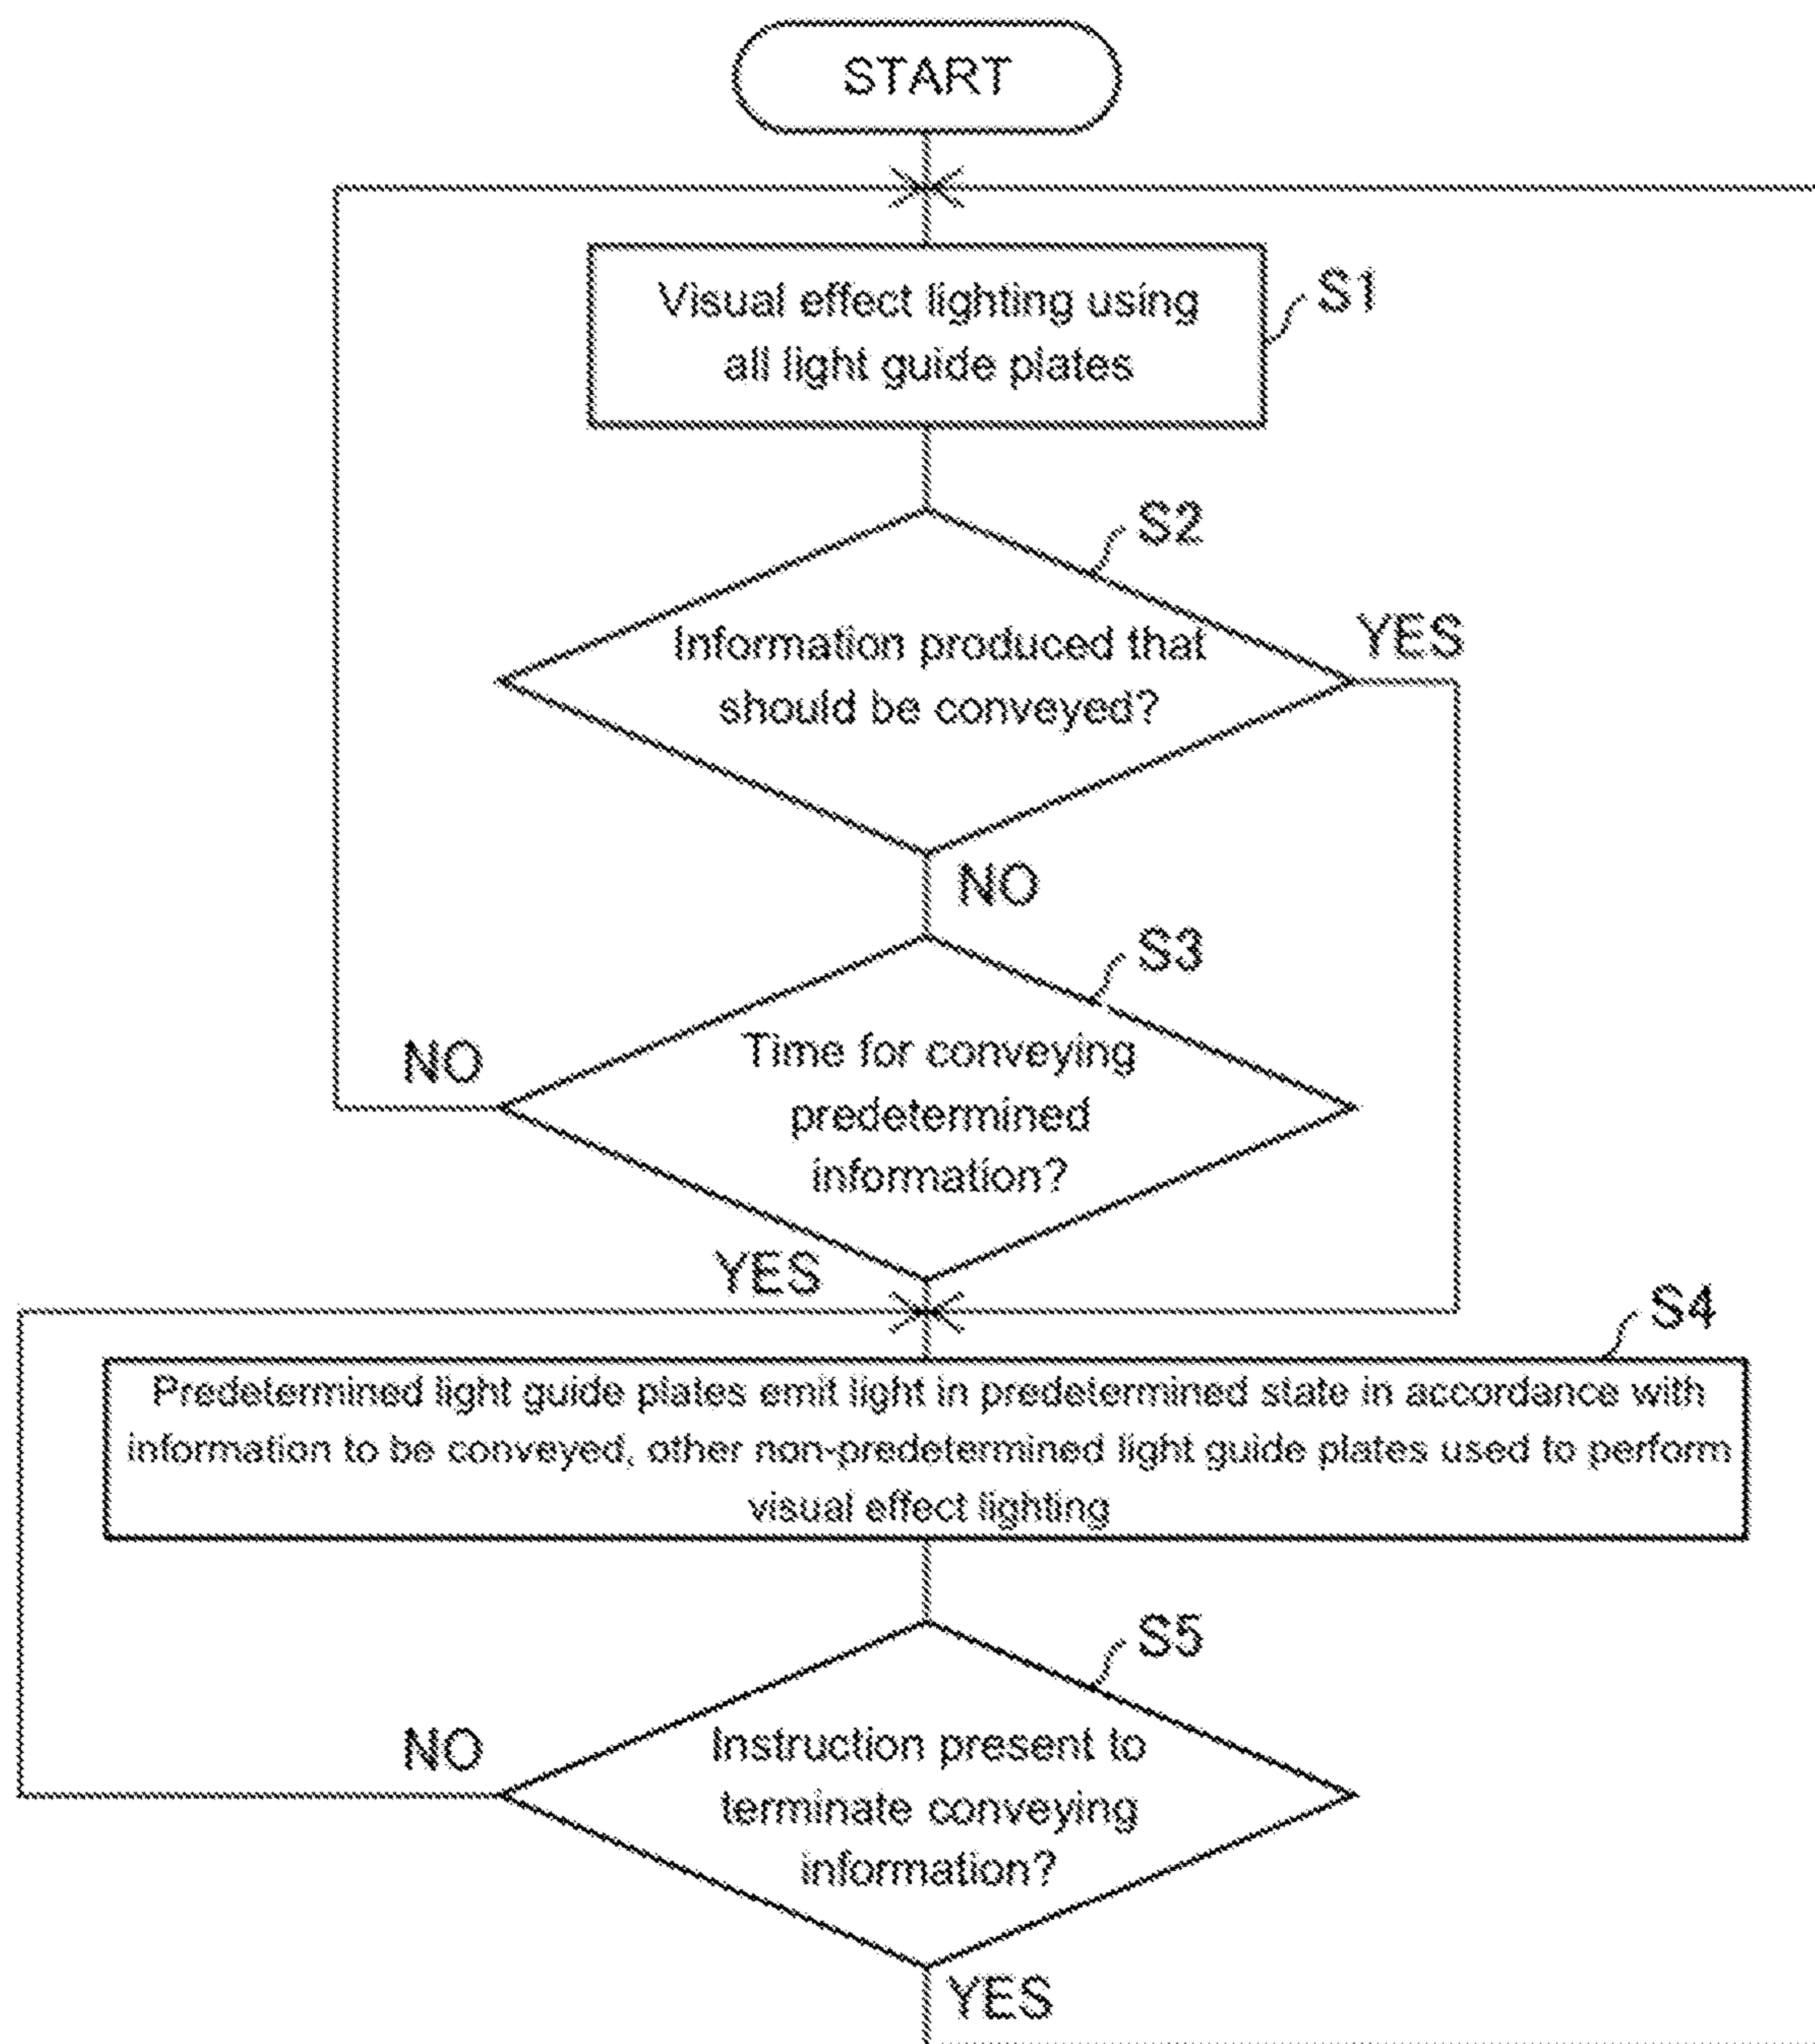 START
Visual effect lighting using
all light guide plates
S1
S2
Information produced that
should be conveyed?
YES
NO
S3
Time for conveying
predetermined
information?
NO
YES
S4
Predetermined light guide plates emit light in predetermined state in accordance with
information to be conveyed, other non-predetermined light guide plates used to perform
visual effect lighting
S5
Instruction present to
terminate conveying
information?
NO
YES